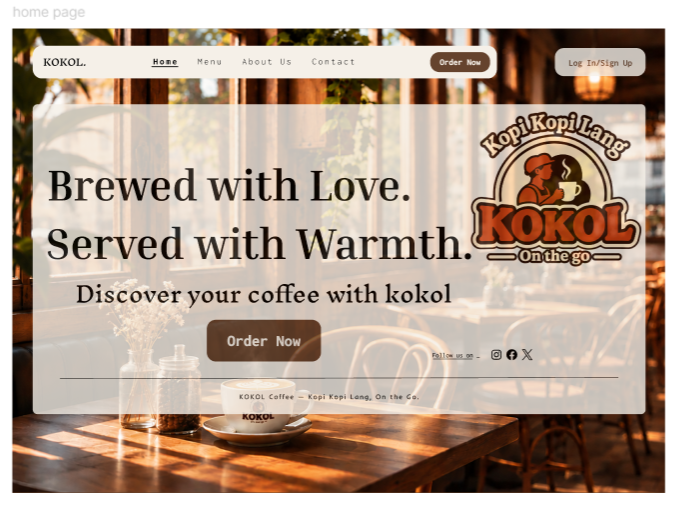 home page
KOKOL.
Home Menu About Us Contact
Order Now
Log In/Sign Up
Kopi Kopi Lang
KOKOL
On the go
Brewed with Love.
Served with Warmth.
Discover your coffee with kokol
Order Now
Follow us on _
KOKOL Coffee — Kopi Kopi Lang, On the Go.
KOKOL